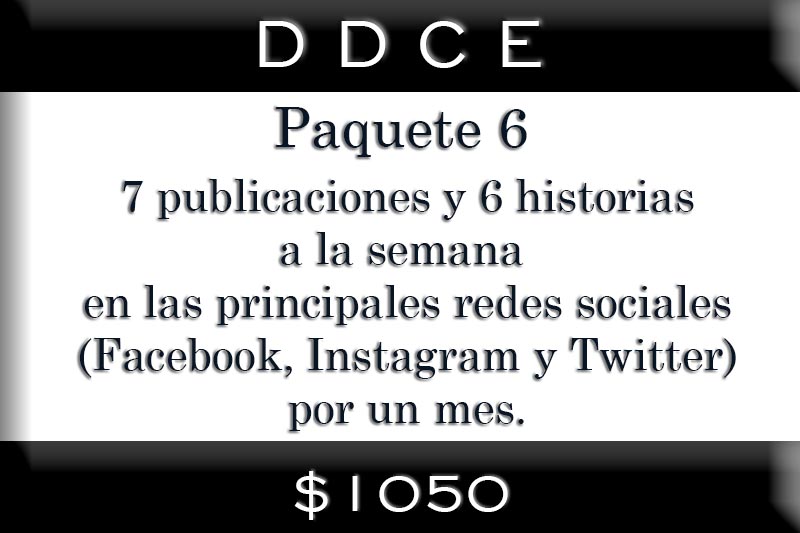 DDCE
Paquete 6
7 publicaciones y 6 historias
a la semana
en las principales redes sociales
(Facebook, Instagram y Twitter)
por un mes.
$1050